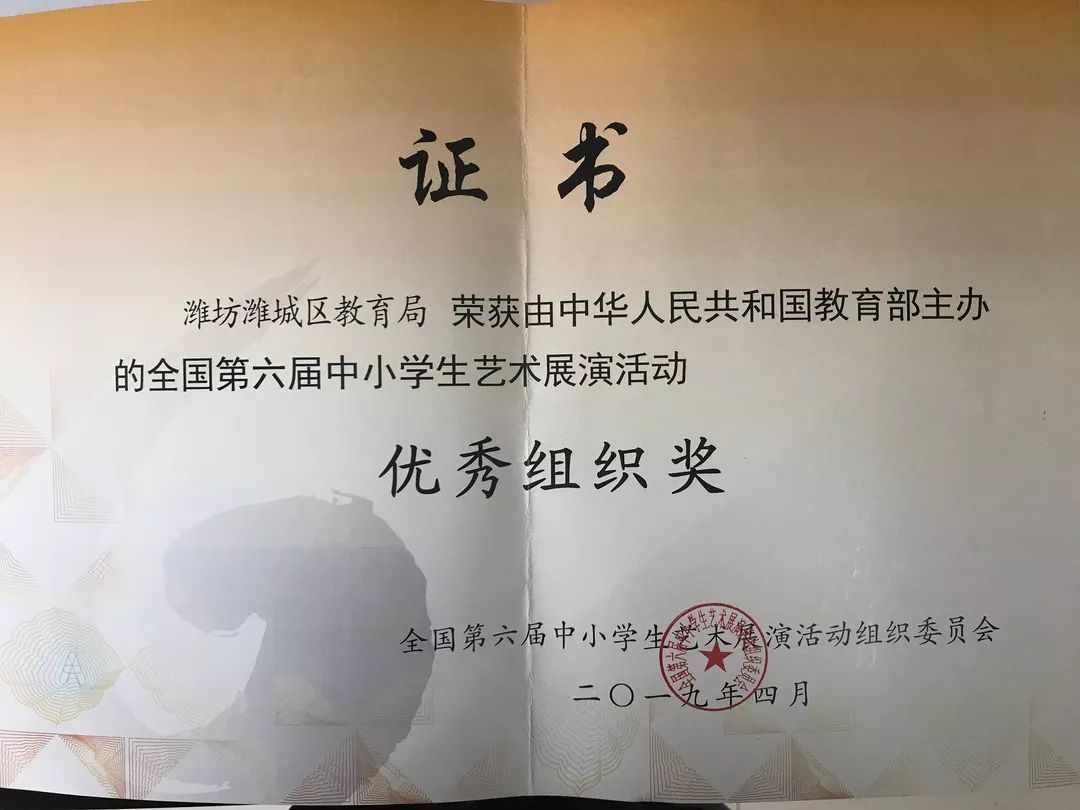 证书
潍坊潍城区教育局 荣获由中华人民共和国教育部主办
的全国第六届中小学生艺术展演活动
优秀组织奖
全国第六届中小学生艺术展演活动组织委员会
二〇一九年四月